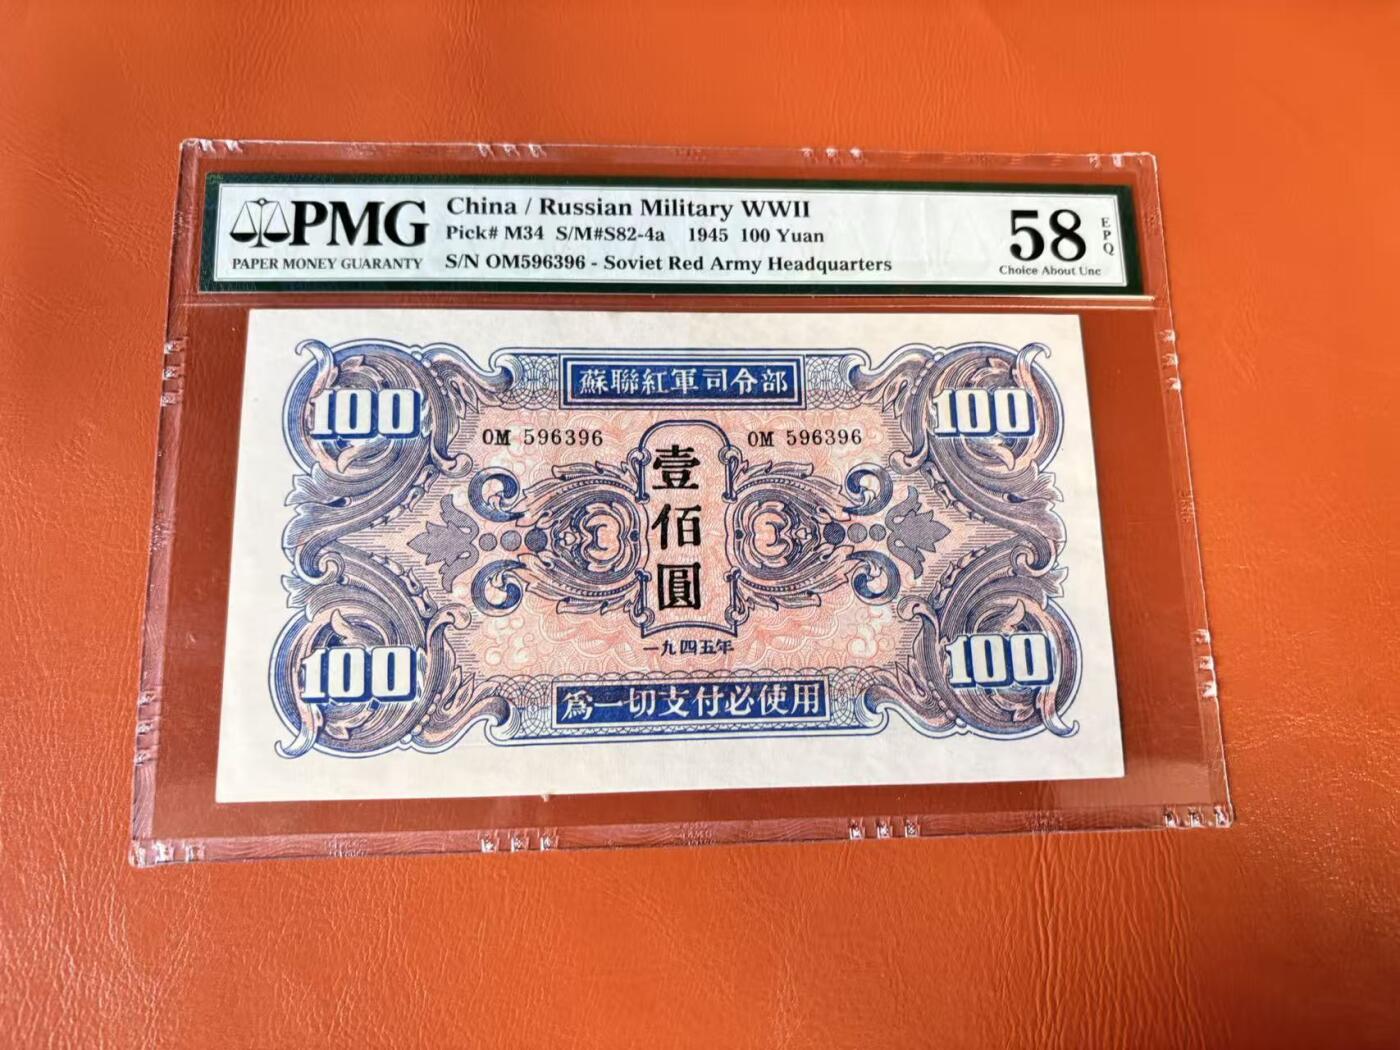 PMG
PAPER MONEY GUARANTY
China / Russian Military WWII
Pick# M34 S/M#S82-4a 1945 100 Yuan
S/N OM596396 - Soviet Red Army Headquarters
58 EPQ
Choice About Unc
蘇聯紅軍司令部
100 100
OM 596396 OM 596396
壹佰圓
一九四五年
100 100
為一切支付必使用
PMG